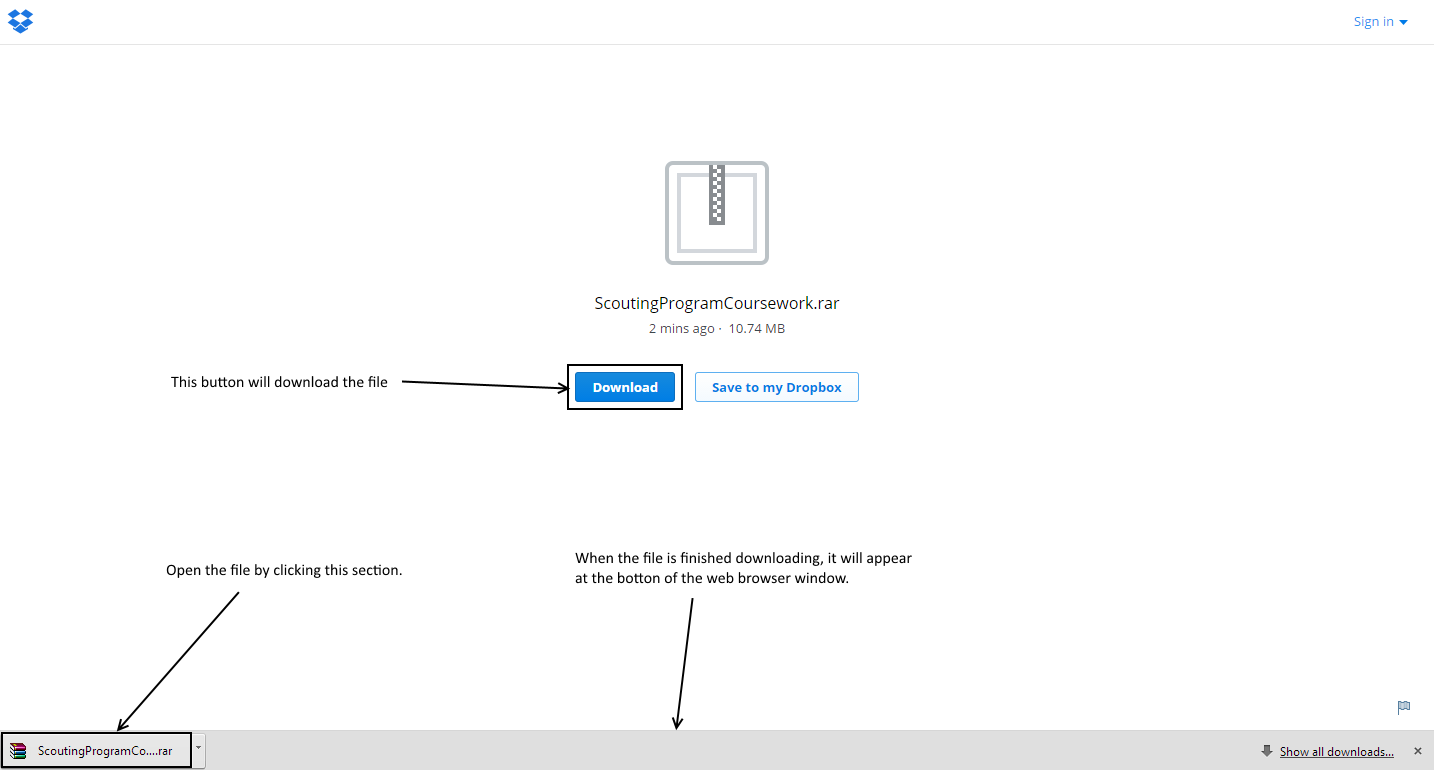 Sign in
ScoutingProgramCoursework.rar
2 mins ago · 10.74 MB
This button will download the file
Download
Save to my Dropbox
When the file is finished downloading, it will appear
at the botton of the web browser window.
Open the file by clicking this section.
ScoutingProgramCo....rar
Show all downloads...